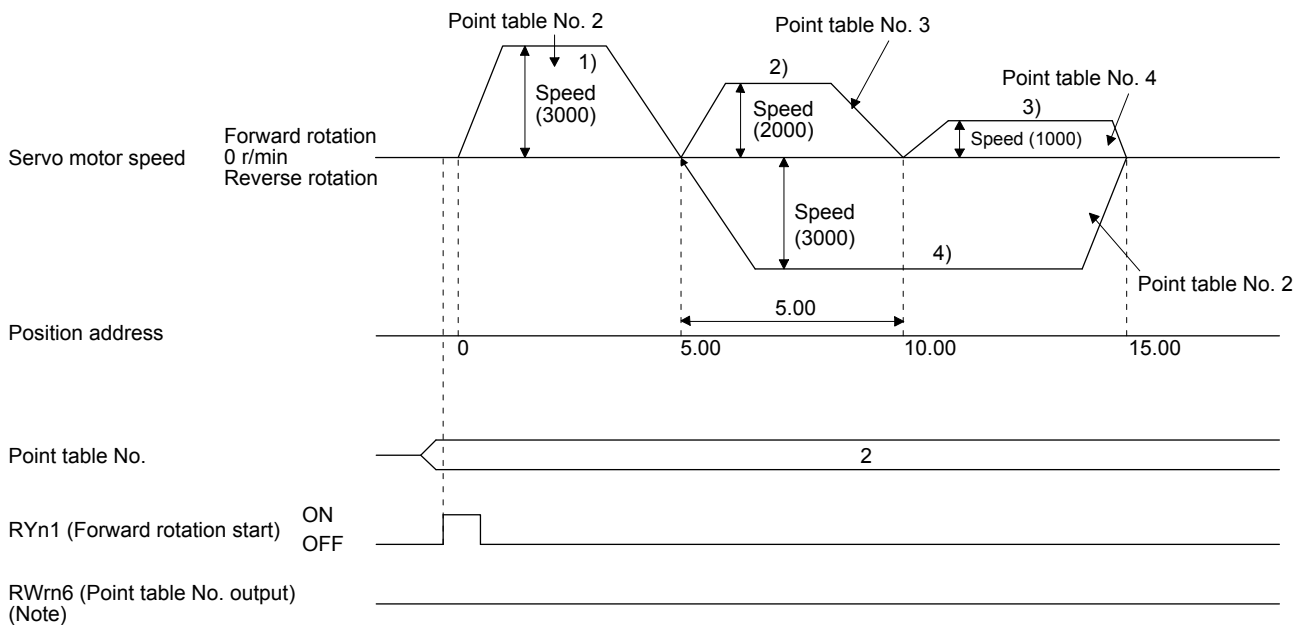 Point table No. 2
Point table No. 3
1)
2)
Point table No. 4
3)
Speed
(3000)
Speed
(2000)
Speed (1000)
Servo motor speed
Forward rotation
0 r/min
Reverse rotation
Speed
(3000)
4)
Point table No. 2
5.00
Position address
0
5.00
10.00
15.00
Point table No.
2
RYn1 (Forward rotation start)
ON
OFF
RWrn6 (Point table No. output)
(Note)